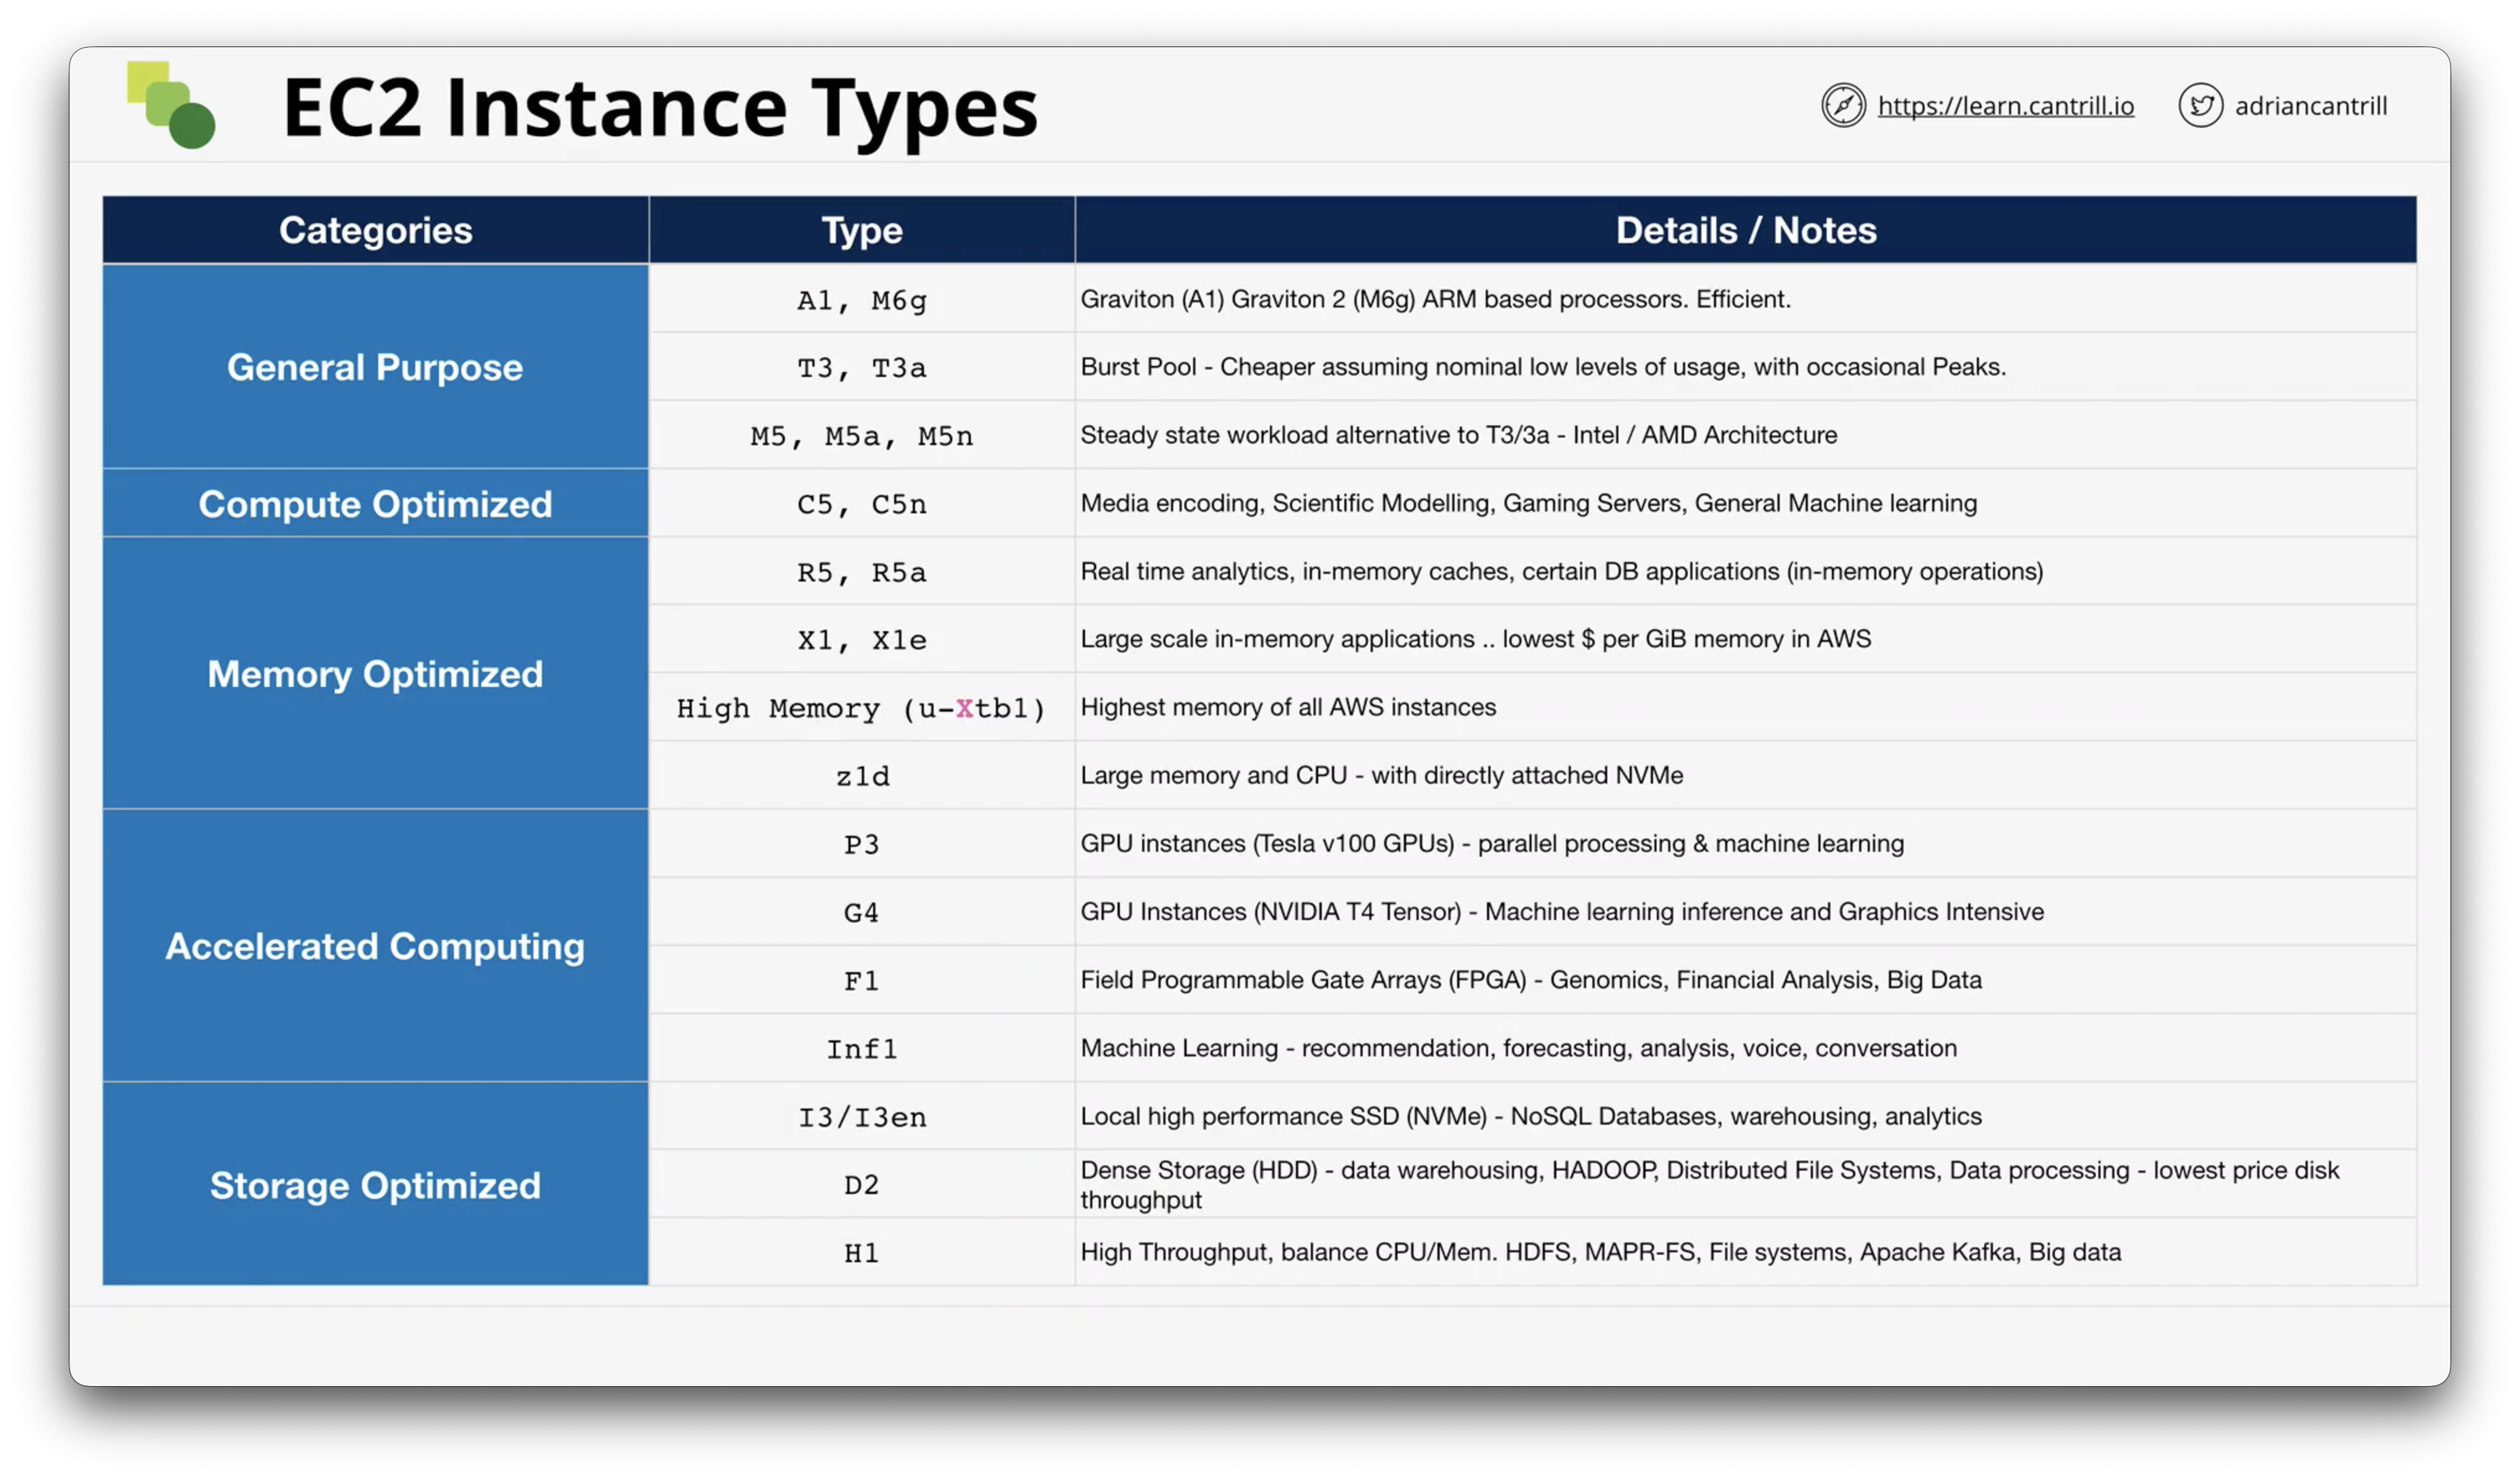 EC2 Instance Types
https://learn.cantrill.io
adriancantrill
Categories
Type
Details / Notes
General Purpose
A1, M6g
Graviton (A1) Graviton 2 (M6g) ARM based processors. Efficient.
T3, T3a
Burst Pool - Cheaper assuming nominal low levels of usage, with occasional Peaks.
M5, M5a, M5n
Steady state workload alternative to T3/3a - Intel / AMD Architecture
Compute Optimized
C5, C5n
Media encoding, Scientific Modelling, Gaming Servers, General Machine learning
Memory Optimized
R5, R5a
Real time analytics, in-memory caches, certain DB applications (in-memory operations)
X1, X1e
Large scale in-memory applications .. lowest $ per GiB memory in AWS
High Memory (u-Xtb1)
Highest memory of all AWS instances
z1d
Large memory and CPU - with directly attached NVMe
Accelerated Computing
P3
GPU instances (Tesla v100 GPUs) - parallel processing & machine learning
G4
GPU Instances (NVIDIA T4 Tensor) - Machine learning inference and Graphics Intensive
F1
Field Programmable Gate Arrays (FPGA) - Genomics, Financial Analysis, Big Data
Inf1
Machine Learning - recommendation, forecasting, analysis, voice, conversation
Storage Optimized
I3/I3en
Local high performance SSD (NVMe) - NoSQL Databases, warehousing, analytics
D2
Dense Storage (HDD) - data warehousing, HADOOP, Distributed File Systems, Data processing - lowest price disk
throughput
H1
High Throughput, balance CPU/Mem. HDFS, MAPR-FS, File systems, Apache Kafka, Big data